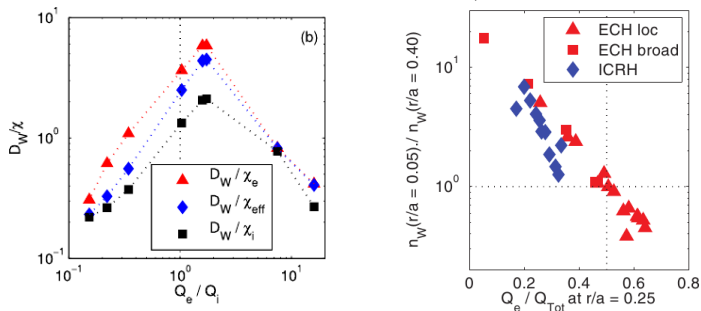 (b)
10^1
10^0
10^-1
D_W/χ
D_W / χ_e
D_W / χ_eff
D_W / χ_i
10^-1
10^0
10^1
Q_e / Q_i
ECH loc
ECH broad
ICRH
10^1
10^0
n_W(r/a = 0.05)./ n_W(r/a = 0.40)
0
0.2
0.4
0.6
0.8
Q_e / Q_Tot at r/a = 0.25